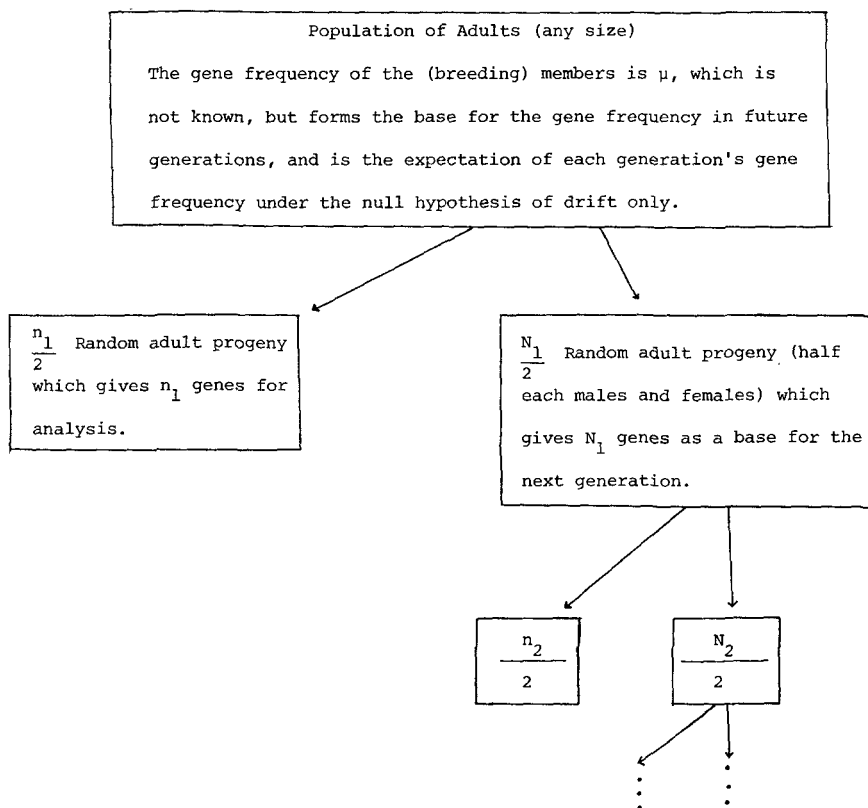 Population of Adults (any size)
The gene frequency of the (breeding) members is μ, which is
not known, but forms the base for the gene frequency in future
generations, and is the expectation of each generation's gene
frequency under the null hypothesis of drift only.
n₁/2 Random adult progeny
which gives n₁ genes for
analysis.
N₁/2 Random adult progeny (half
each males and females) which
gives N₁ genes as a base for the
next generation.
n₂/2
N₂/2